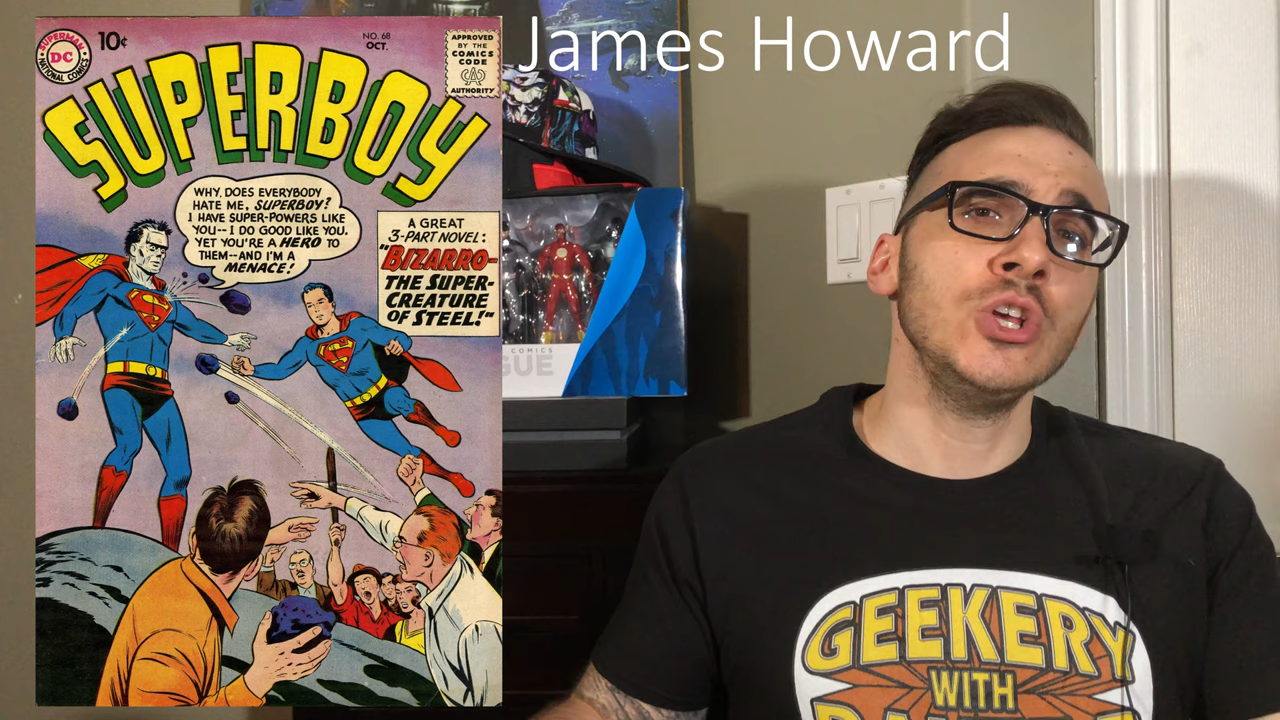 James Howard
SUPERMAN
DC
NATIONAL COMICS
10¢
NO. 68
OCT.
APPROVED
BY THE
COMICS
CODE
AUTHORITY
SUPERBOY
WHY, DOES EVERYBODY
HATE ME, SUPERBOY?
I HAVE SUPER-POWERS LIKE
YOU--I DO GOOD LIKE YOU.
YET YOU'RE A HERO TO
THEM--AND I'M A
MENACE!
A GREAT
3-PART NOVEL:
"BIZARRO-
THE SUPER-
CREATURE
OF STEEL!"
COMICS
GUE
GEEKERY
WITH